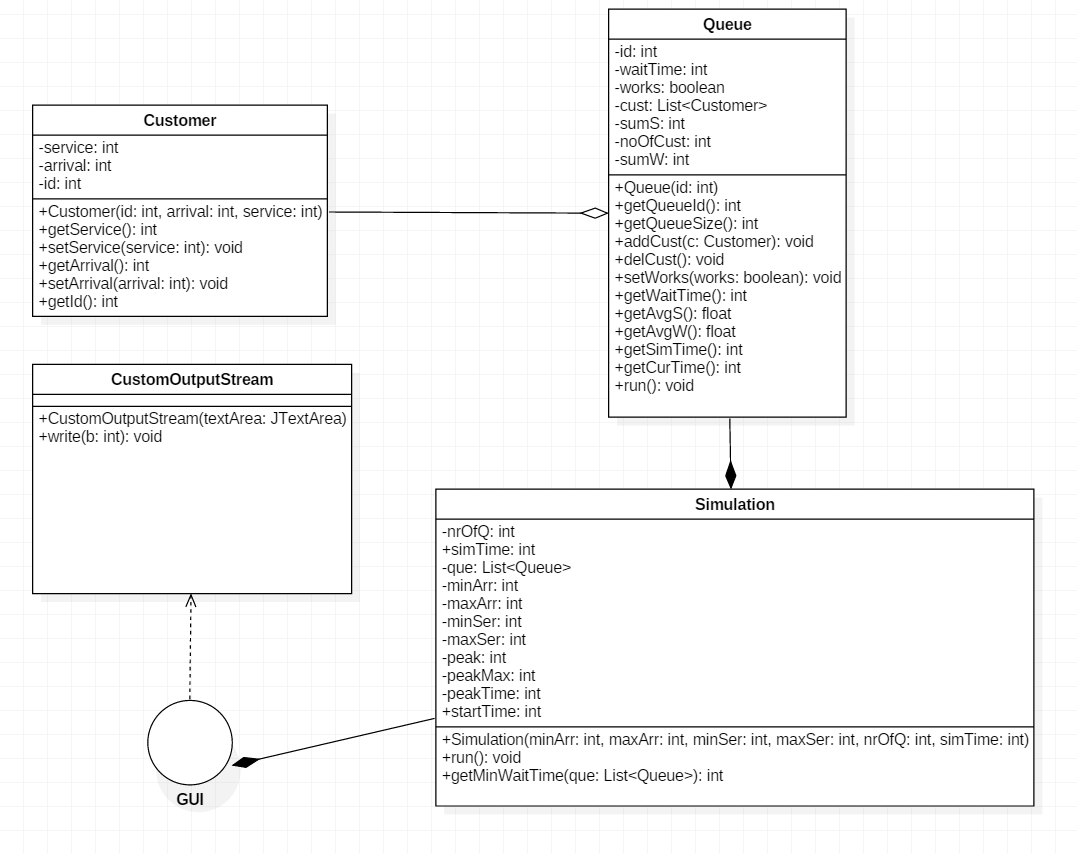 Customer
-service: int
-arrival: int
-id: int
+Customer(id: int, arrival: int, service: int)
+getService(): int
+setService(service: int): void
+getArrival(): int
+setArrival(arrival: int): void
+getId(): int
Queue
-id: int
-waitTime: int
-works: boolean
-cust: List<Customer>
-sumS: int
-noOfCust: int
-sumW: int
+Queue(id: int)
+getQueueId(): int
+getQueueSize(): int
+addCust(c: Customer): void
+delCust(): void
+setWorks(works: boolean): void
+getWaitTime(): int
+getAvgS(): float
+getAvgW(): float
+getSimTime(): int
+getCurTime(): int
+run(): void
CustomOutputStream
+CustomOutputStream(textArea: JTextArea)
+write(b: int): void
Simulation
-nrOfQ: int
+simTime: int
-que: List<Queue>
-minArr: int
-maxArr: int
-minSer: int
-maxSer: int
-peak: int
-peakMax: int
-peakTime: int
+startTime: int
+Simulation(minArr: int, maxArr: int, minSer: int, maxSer: int, nrOfQ: int, simTime: int)
+run(): void
+getMinWaitTime(que: List<Queue>): int
GUI